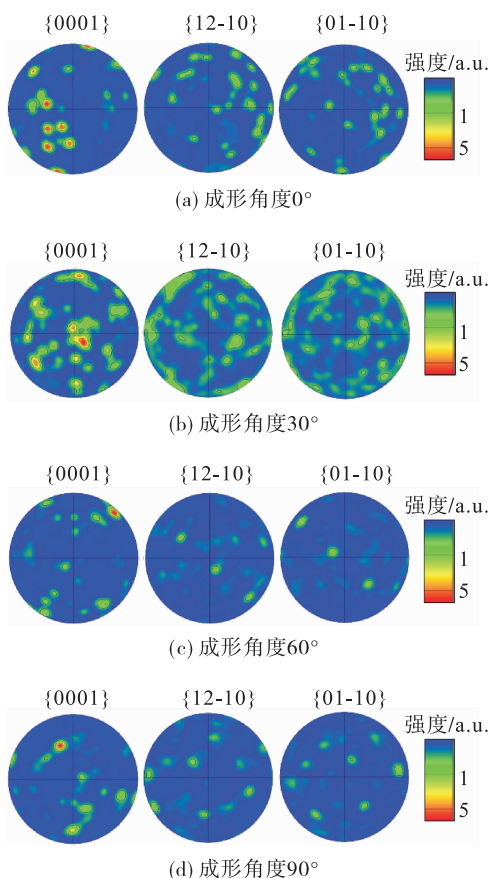 {0001} {12-10} {01-10}
强度/a.u.
1
5
(a) 成形角度0°
{0001} {12-10} {01-10}
强度/a.u.
1
5
(b) 成形角度30°
{0001} {12-10} {01-10}
强度/a.u.
1
5
(c) 成形角度60°
{0001} {12-10} {01-10}
强度/a.u.
1
5
(d) 成形角度90°